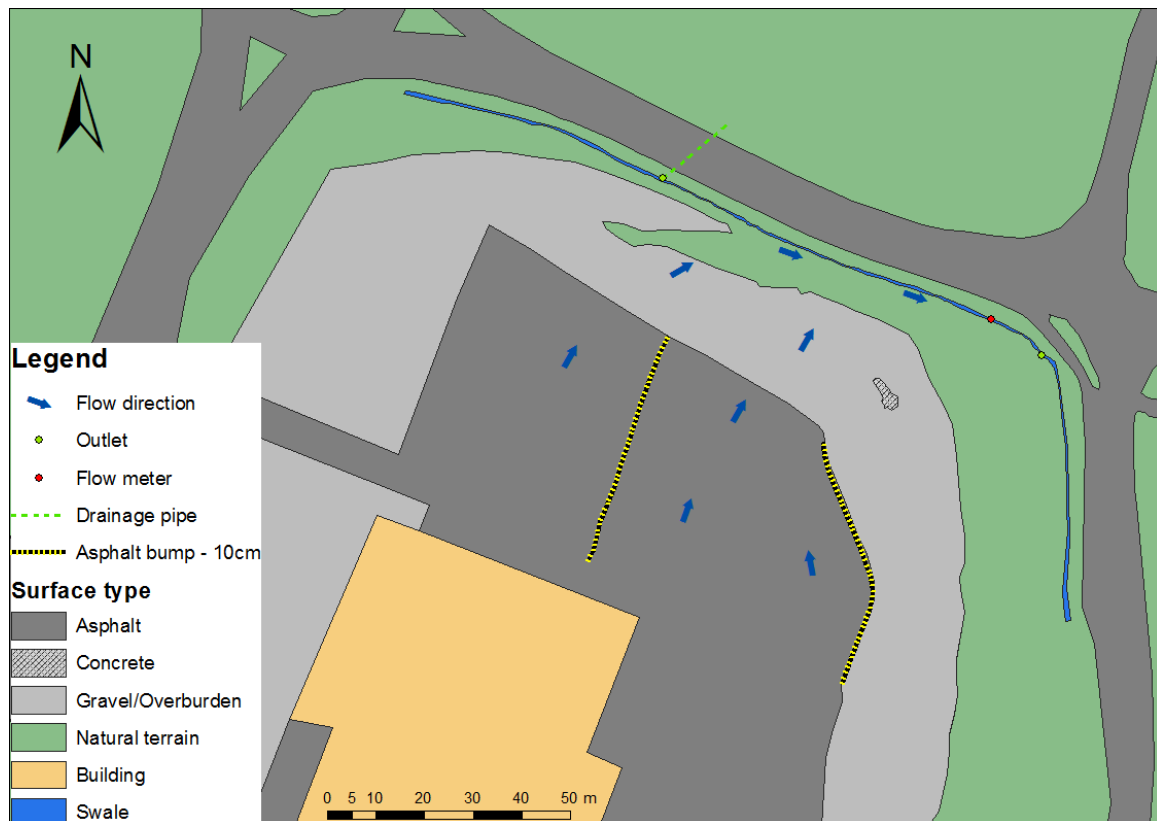 N
Legend
Flow direction
Outlet
Flow meter
Drainage pipe
Asphalt bump - 10cm
Surface type
Asphalt
Concrete
Gravel/Overburden
Natural terrain
Building
Swale
0 5 10 20 30 40 50 m